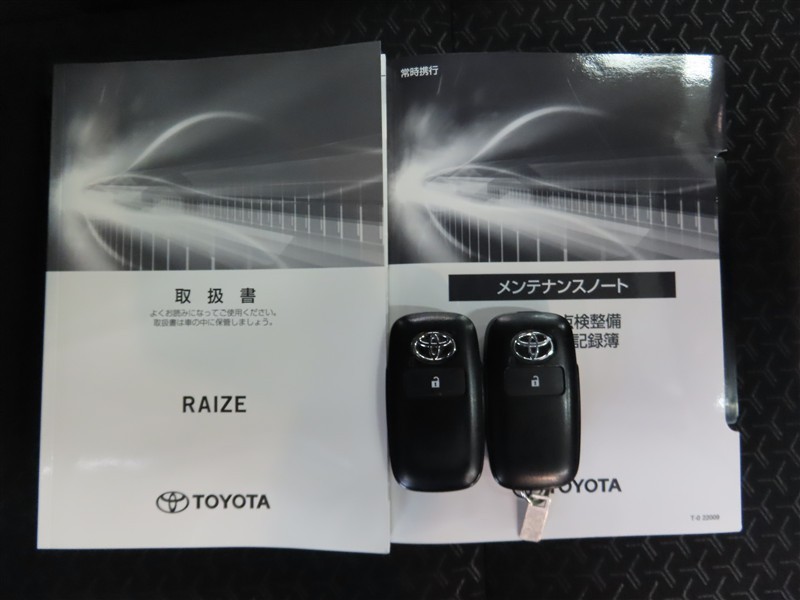 取扱書
よくお読みになってご使用ください。
取扱書は車の中に保管しましょう。
RAIZE
TOYOTA
常時携行
メンテナンスノート
点検整備
記録簿
TOYOTA